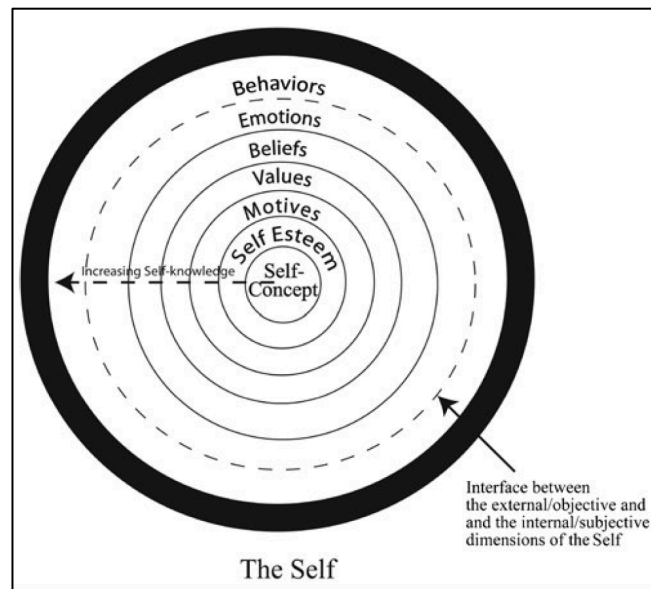 Behaviors
Emotions
Beliefs
Values
Motives
Self Esteem
Increasing Self-knowledge
Self-
Concept
Interface between
the external/objective and
and the internal/subjective
dimensions of the Self
The Self